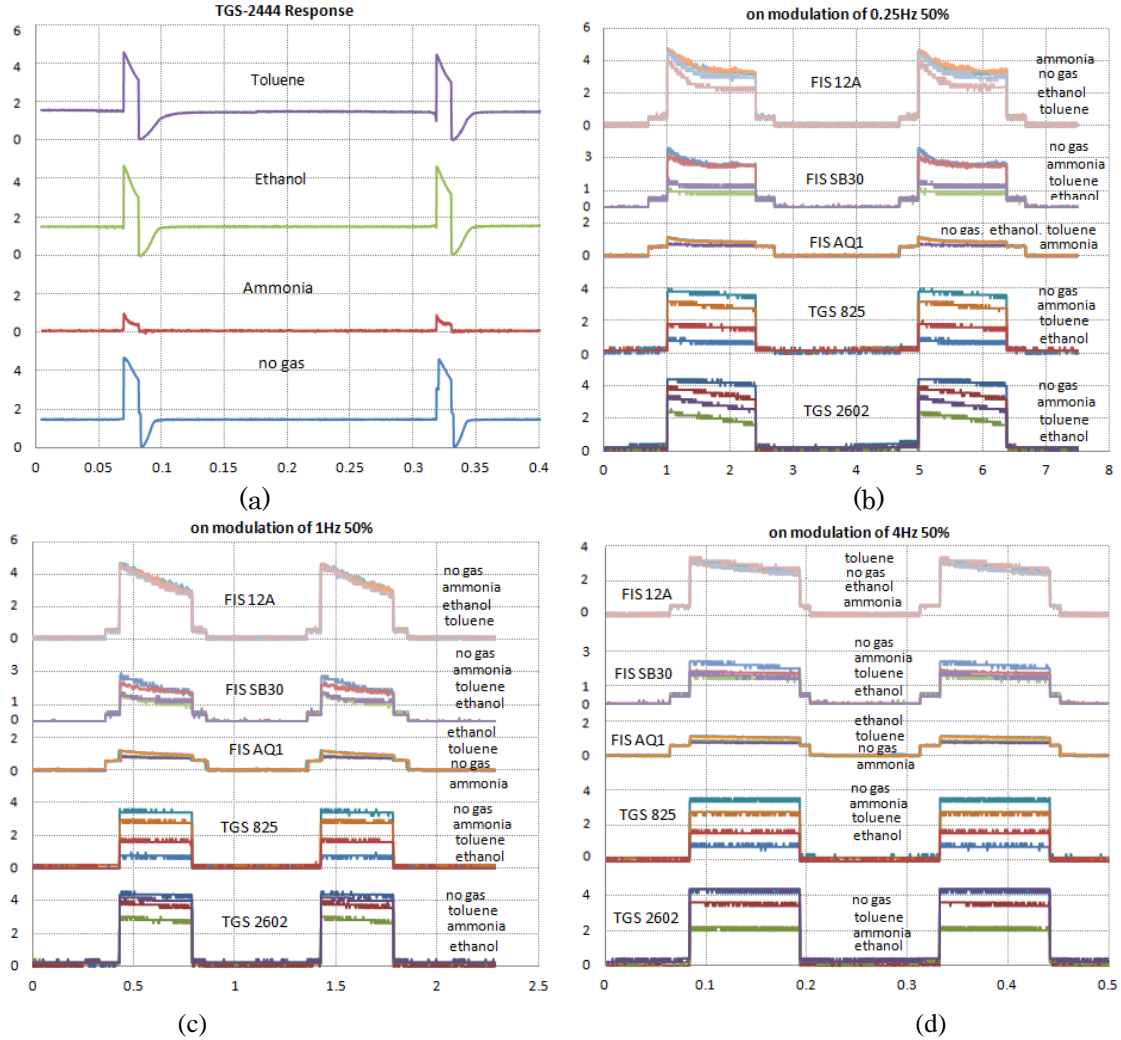 TGS-2444 Response
6
4
Toluene
2
0
4
Ethanol
2
0
2
Ammonia
0
4
no gas
2
0
0 0.05 0.1 0.15 0.2 0.25 0.3 0.35 0.4
(a)
on modulation of 0.25Hz 50%
6
4
FIS 12A
ammonia
no gas
2
ethanol
toluene
0
3
no gas
FIS SB30
ammonia
1
toluene
0
ethanol
2
FIS AQ1
no gas. ethanol. toluene
ammonia
0
4
no gas
TGS 825
ammonia
2
toluene
ethanol
0
4
no gas
TGS 2602
ammonia
2
toluene
ethanol
0
0 1 2 3 4 5 6 7 8
(b)
on modulation of 1Hz 50%
6
4
no gas
FIS 12A
ammonia
2
ethanol
toluene
0
3
no gas
ammonia
FIS SB30
toluene
1
ethanol
0
2
ethanol
FIS AQ1
toluene
no gas
0
ammonia
4
no gas
TGS 825
ammonia
2
toluene
ethanol
0
4
no gas
TGS 2602
toluene
2
ammonia
ethanol
0
0 0.5 1 1.5 2 2.5
(c)
on modulation of 4Hz 50%
6
4
toluene
no gas
2
FIS 12A
ethanol
ammonia
0
3
no gas
ammonia
FIS SB30
toluene
1
ethanol
0
2
ethanol
FIS AQ1
toluene
no gas
0
ammonia
4
no gas
TGS 825
ammonia
2
toluene
ethanol
0
4
TGS 2602
no gas
2
toluene
ammonia
ethanol
0
0 0.1 0.2 0.3 0.4 0.5
(d)